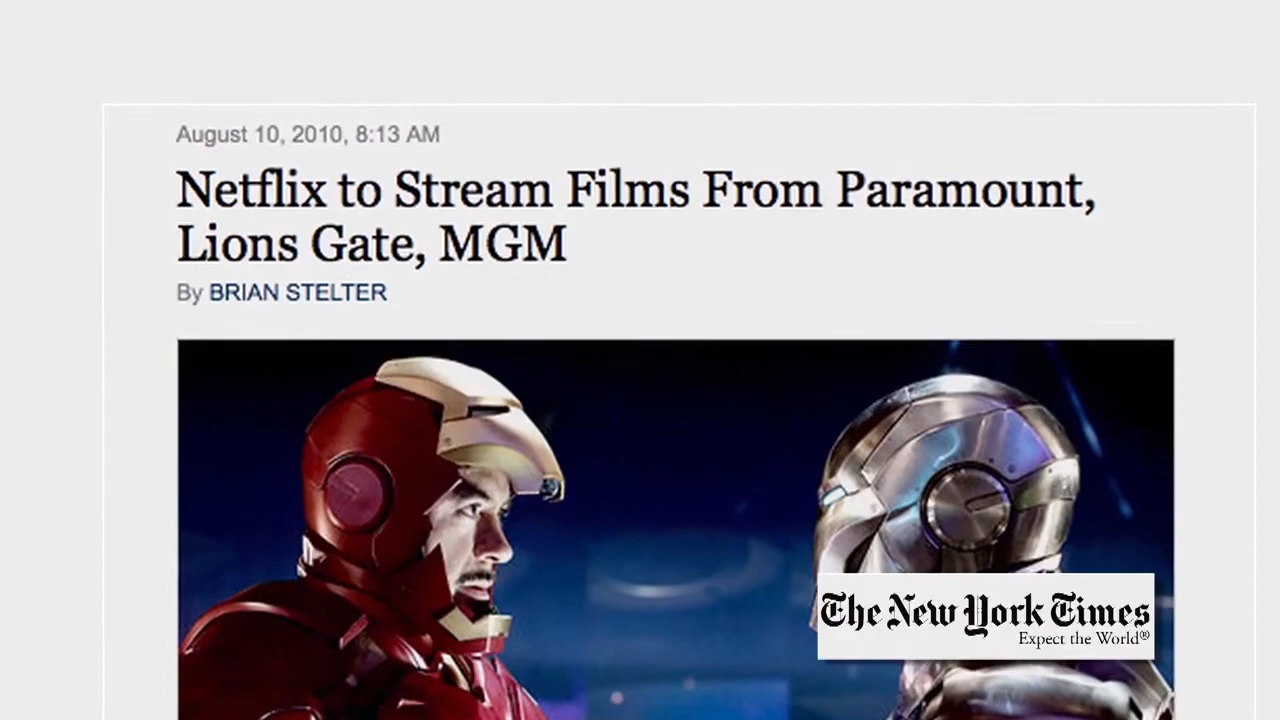 August 10, 2010, 8:13 AM
Netflix to Stream Films From Paramount,
Lions Gate, MGM
By BRIAN STELTER
The New York Times
Expect the World®